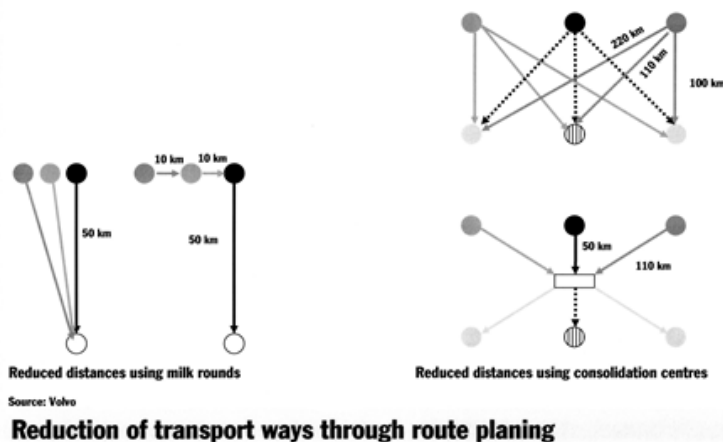 220 km
110 km
100 km
10 km
10 km
50 km
50 km
50 km
110 km
Reduced distances using milk rounds
Reduced distances using consolidation centres
Source: Volvo
Reduction of transport ways through route planing